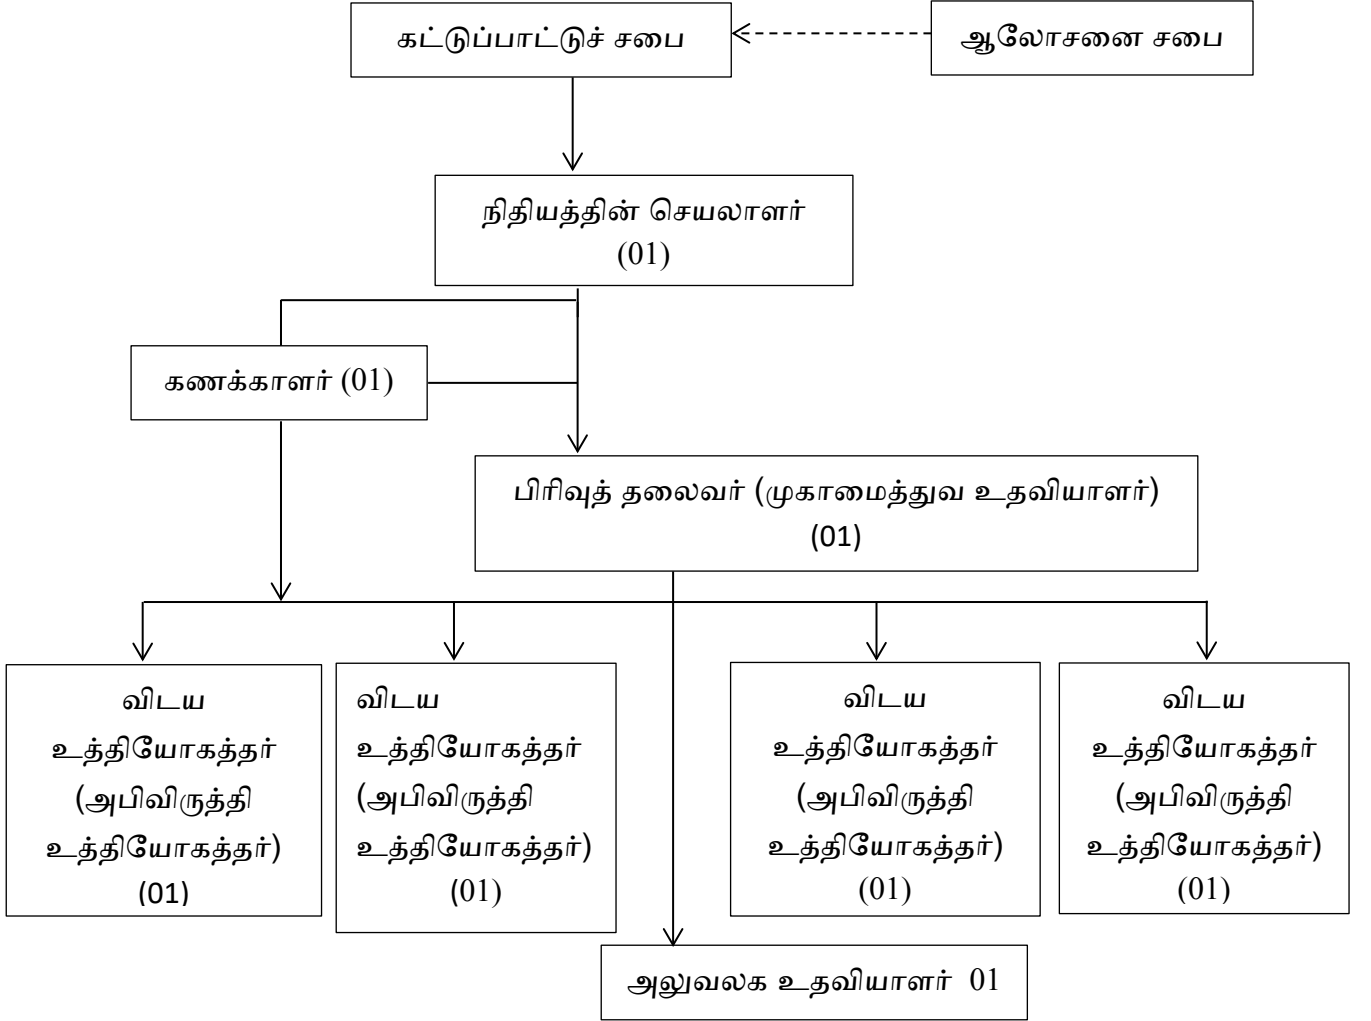 கட்டுப்பாட்டுச் சபை
ஆலோசனை சபை
நிதியத்தின் செயலாளர்
(01)
கணக்காளர் (01)
பிரிவுத் தலைவர் (முகாமைத்துவ உதவியாளர்)
(01)
விடய
உத்தியோகத்தர்
(அபிவிருத்தி
உத்தியோகத்தர்)
(01)
விடய
உத்தியோகத்தர்
(அபிவிருத்தி
உத்தியோகத்தர்)
(01)
விடய
உத்தியோகத்தர்
(அபிவிருத்தி
உத்தியோகத்தர்)
(01)
விடய
உத்தியோகத்தர்
(அபிவிருத்தி
உத்தியோகத்தர்)
(01)
அலுவலக உதவியாளர் 01